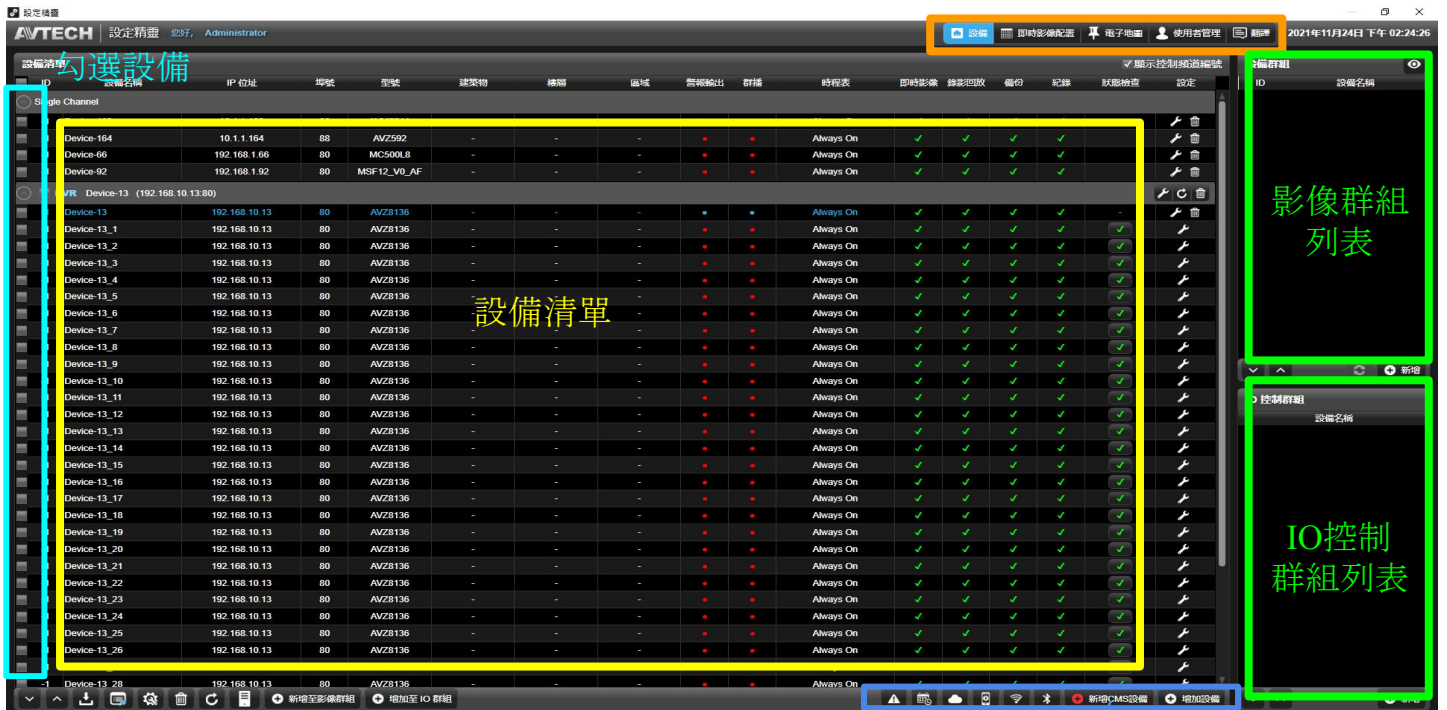 設定精靈
AVTECH 設定精靈 您好, Administrator 設備 即時影像配置 電子地圖 使用者管理 翻譯 2021年11月24日 下午 02:24:26
設備清單 勾選設備 ✓顯示控制頻道編號 設備群組
ID 設備名稱 IP 位址 埠號 型號 建築物 樓層 區域 警報輸出 群播 時程表 即時影像 錄影回放 備份 紀錄 狀態檢查 設定 ID 設備名稱
Single Channel
Device-164 10.1.1.164 88 AVZ592 - - - Always On
Device-66 192.168.1.66 80 MC500L8 - - - Always On
Device-92 192.168.1.92 80 MSF12_V0_AF - - - Always On
Device-13 (192.168.10.13:80)
Device-13 192.168.10.13 80 AVZ8136 - - - Always On -
Device-13_1 192.168.10.13 80 AVZ8136 - - - Always On
Device-13_2 192.168.10.13 80 AVZ8136 - - - Always On
Device-13_3 192.168.10.13 80 AVZ8136 - - - Always On
Device-13_4 192.168.10.13 80 AVZ8136 - - - Always On
Device-13_5 192.168.10.13 80 AVZ8136 - - - Always On
Device-13_6 192.168.10.13 80 AVZ8136 - - - Always On
Device-13_7 192.168.10.13 80 AVZ8136 - - - Always On
Device-13_8 192.168.10.13 80 AVZ8136 - - - Always On
Device-13_9 192.168.10.13 80 AVZ8136 - - - Always On
Device-13_10 192.168.10.13 80 AVZ8136 - - - Always On
Device-13_11 192.168.10.13 80 AVZ8136 - - - Always On
Device-13_12 192.168.10.13 80 AVZ8136 - - - Always On
Device-13_13 192.168.10.13 80 AVZ8136 - - - Always On
Device-13_14 192.168.10.13 80 AVZ8136 - - - Always On
Device-13_15 192.168.10.13 80 AVZ8136 - - - Always On
Device-13_16 192.168.10.13 80 AVZ8136 - - - Always On
Device-13_17 192.168.10.13 80 AVZ8136 - - - Always On
Device-13_18 192.168.10.13 80 AVZ8136 - - - Always On
Device-13_19 192.168.10.13 80 AVZ8136 - - - Always On
Device-13_20 192.168.10.13 80 AVZ8136 - - - Always On
Device-13_21 192.168.10.13 80 AVZ8136 - - - Always On
Device-13_22 192.168.10.13 80 AVZ8136 - - - Always On
Device-13_23 192.168.10.13 80 AVZ8136 - - - Always On
Device-13_24 192.168.10.13 80 AVZ8136 - - - Always On
Device-13_25 192.168.10.13 80 AVZ8136 - - - Always On
Device-13_26 192.168.10.13 80 AVZ8136 - - - Always On
-1 Device-13_28 192.168.10.13 80 AVZ8136 - - - Always On
設備清單
影像群組
列表
新增
控制群組
設備名稱
IO控制
群組列表
新增至影像群組 增加至 IO 群組 新增CMS設備 增加設備